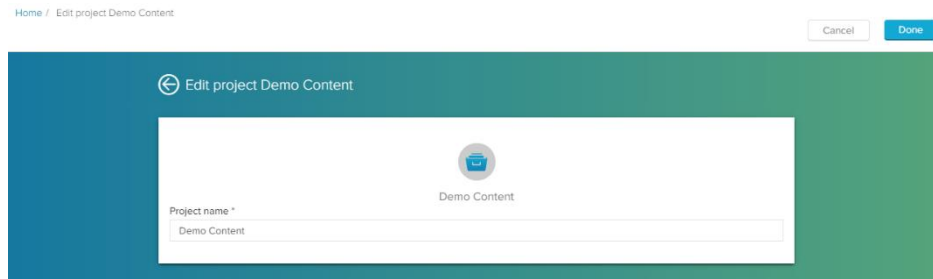 Home / Edit project Demo Content
Cancel Done
Edit project Demo Content
Demo Content
Project name *
Demo Content